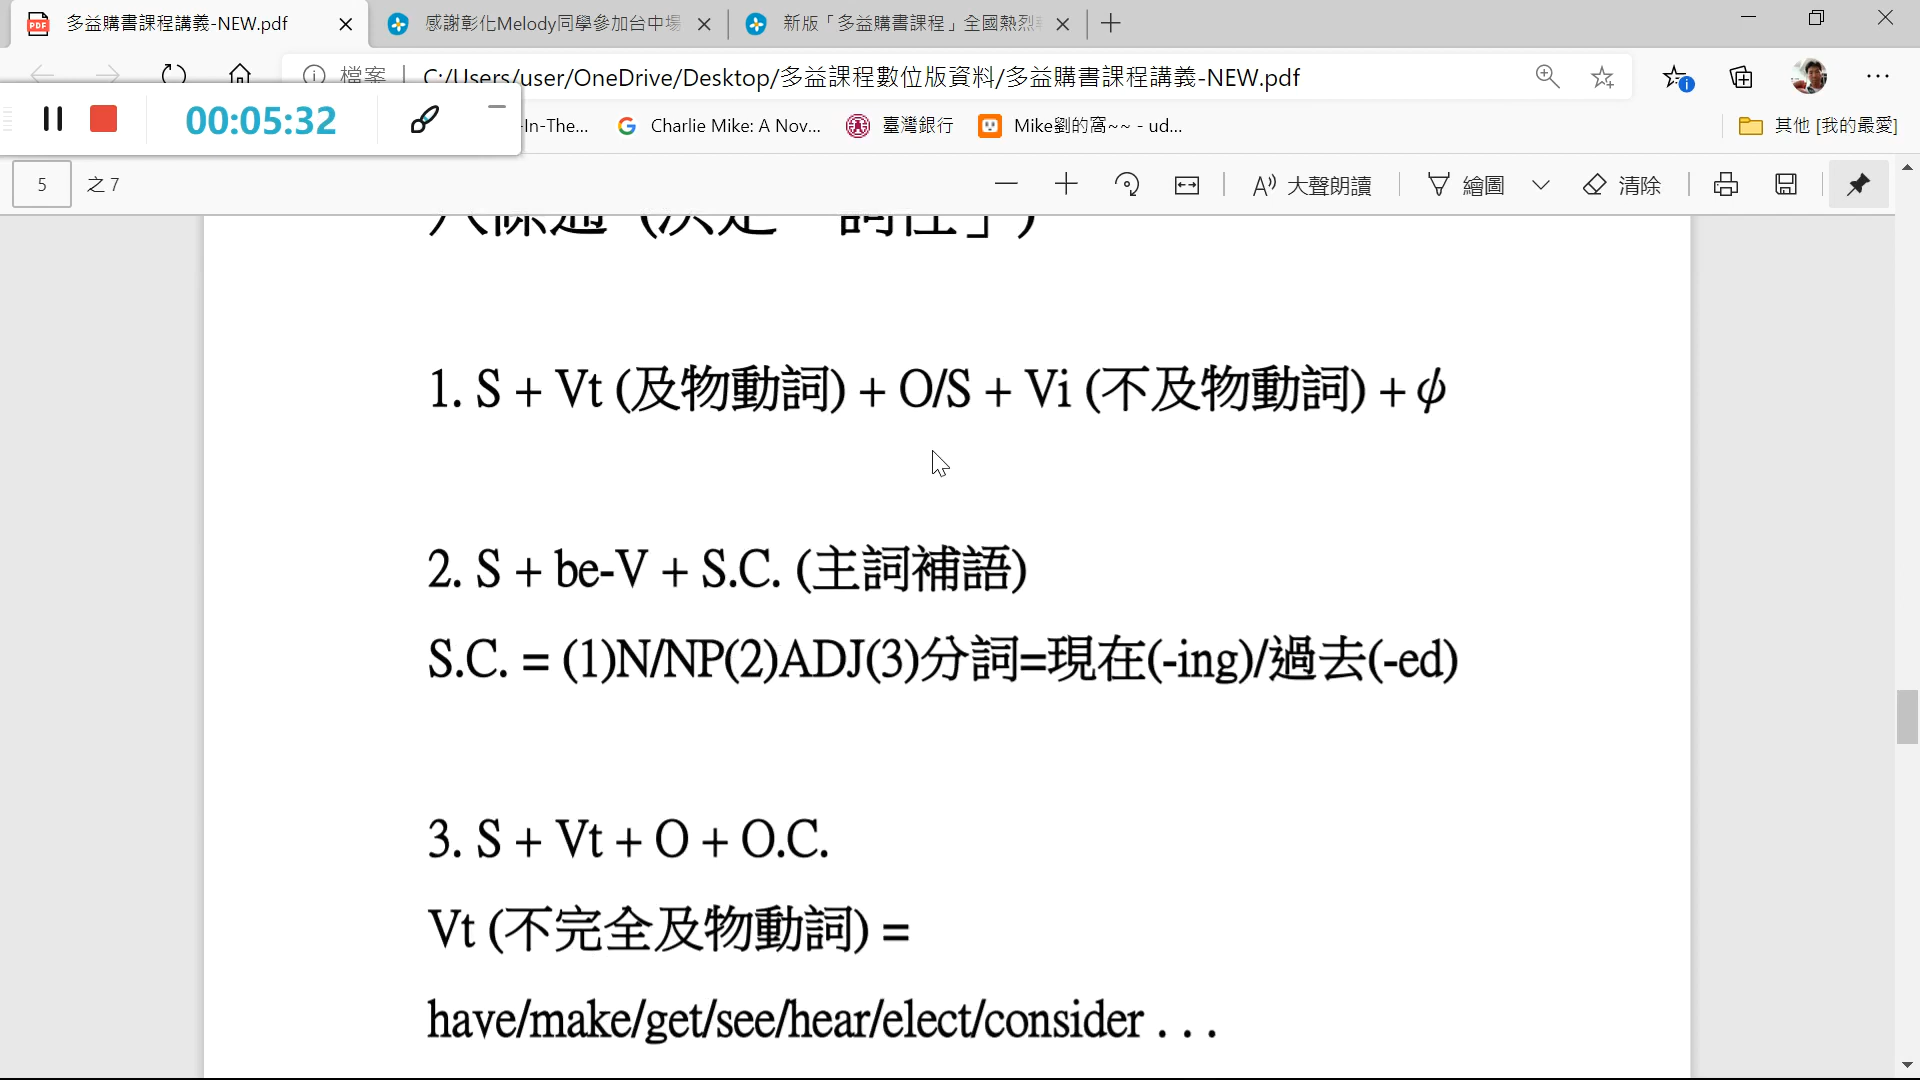 多益購書課程講義-NEW.pdf
感謝彰化Melody同學參加台中場
新版「多益購書課程」全國熱烈
檔案 | C:/Users/user/OneDrive/Desktop/多益課程數位版資料/多益購書課程講義-NEW.pdf
00:05:32
-In-The...
Charlie Mike: A Nov...
臺灣銀行
Mike劉的窩~~ - ud...
其他 [我的最愛]
5 之 7
大聲朗讀
繪圖
清除
1. S + Vt (及物動詞) + O/S + Vi (不及物動詞) + ϕ
2. S + be-V + S.C. (主詞補語)
S.C. = (1)N/NP(2)ADJ(3)分詞=現在(-ing)/過去(-ed)
3. S + Vt + O + O.C.
Vt (不完全及物動詞) =
have/make/get/see/hear/elect/consider . . .